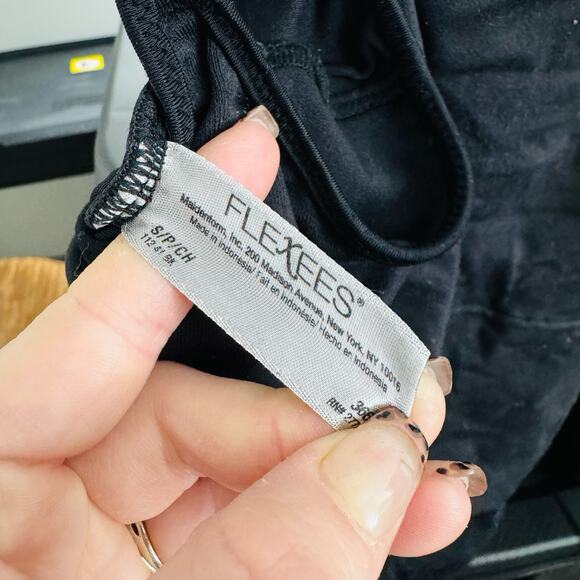 FLEXEES®
Maidenform, Inc. 200 Madison Avenue, New York, NY 10016
Made in Indonesia/ Fait en Indonésie/ Hecho en Indonesia
S/P/CH
RN#